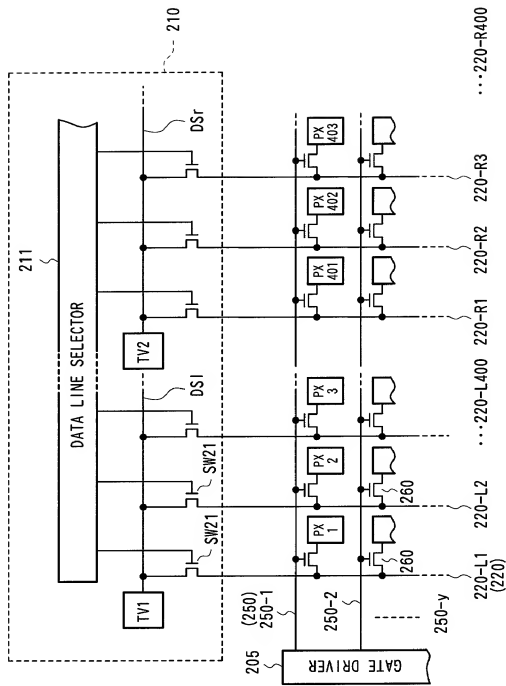 210
211
DATA LINE SELECTOR
TV1
DSl
TV2
DSr
SW21
SW21
205
GATE DRIVER
(250)
250-1
PX
1
PX
2
PX
3
PX
401
PX
402
PX
403
250-2
260
260
250-y
220-L1
(220)
220-L2
···220-L400
220-R1
220-R2
220-R3
···220-R400